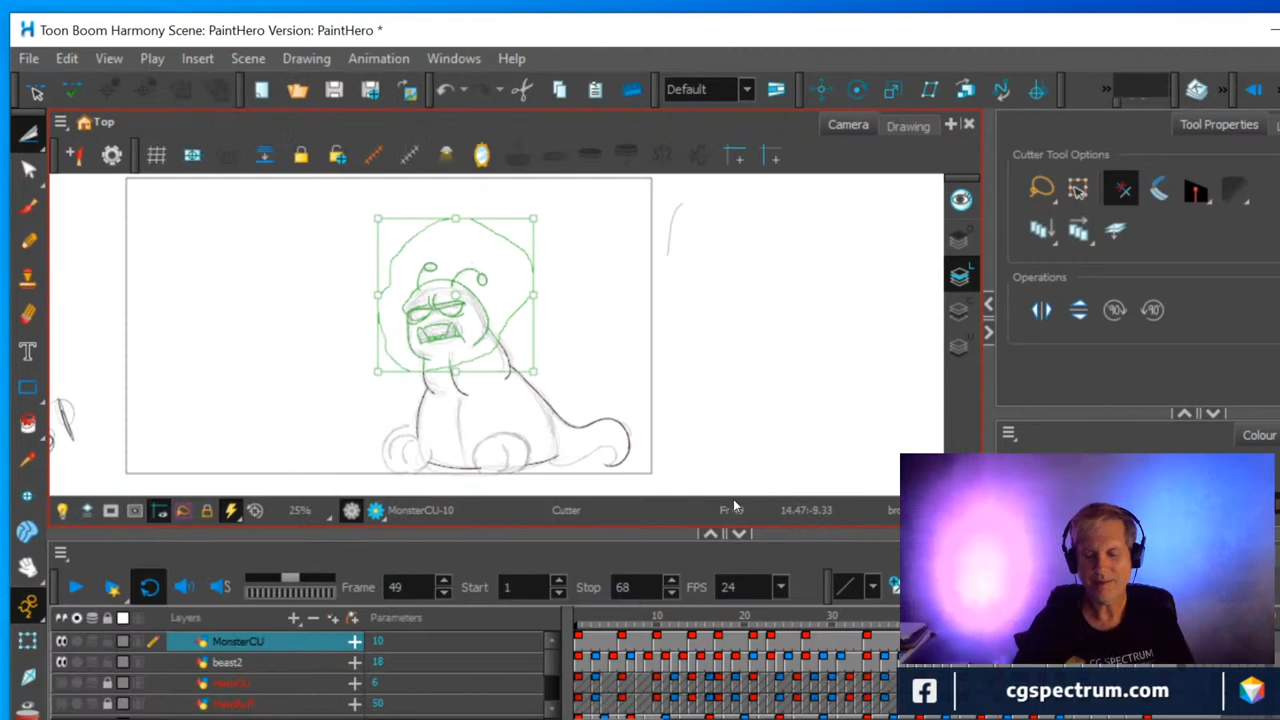 Toon Boom Harmony Scene: PaintHero Version: PaintHero *
File Edit View Play Insert Scene Drawing Animation Windows Help
Default
Top
Camera
Drawing
Tool Properties
Cutter Tool Options
Operations
Colour
25%
MonsterCU-10
Cutter
14.47:-9.33
Frame 49 Start 1 Stop 68 FPS 24
Layers
Parameters
10 20 30
MonsterCU 10
beast2 18
HeroCU 6
50
CG SPECTRUM
cgspectrum.com